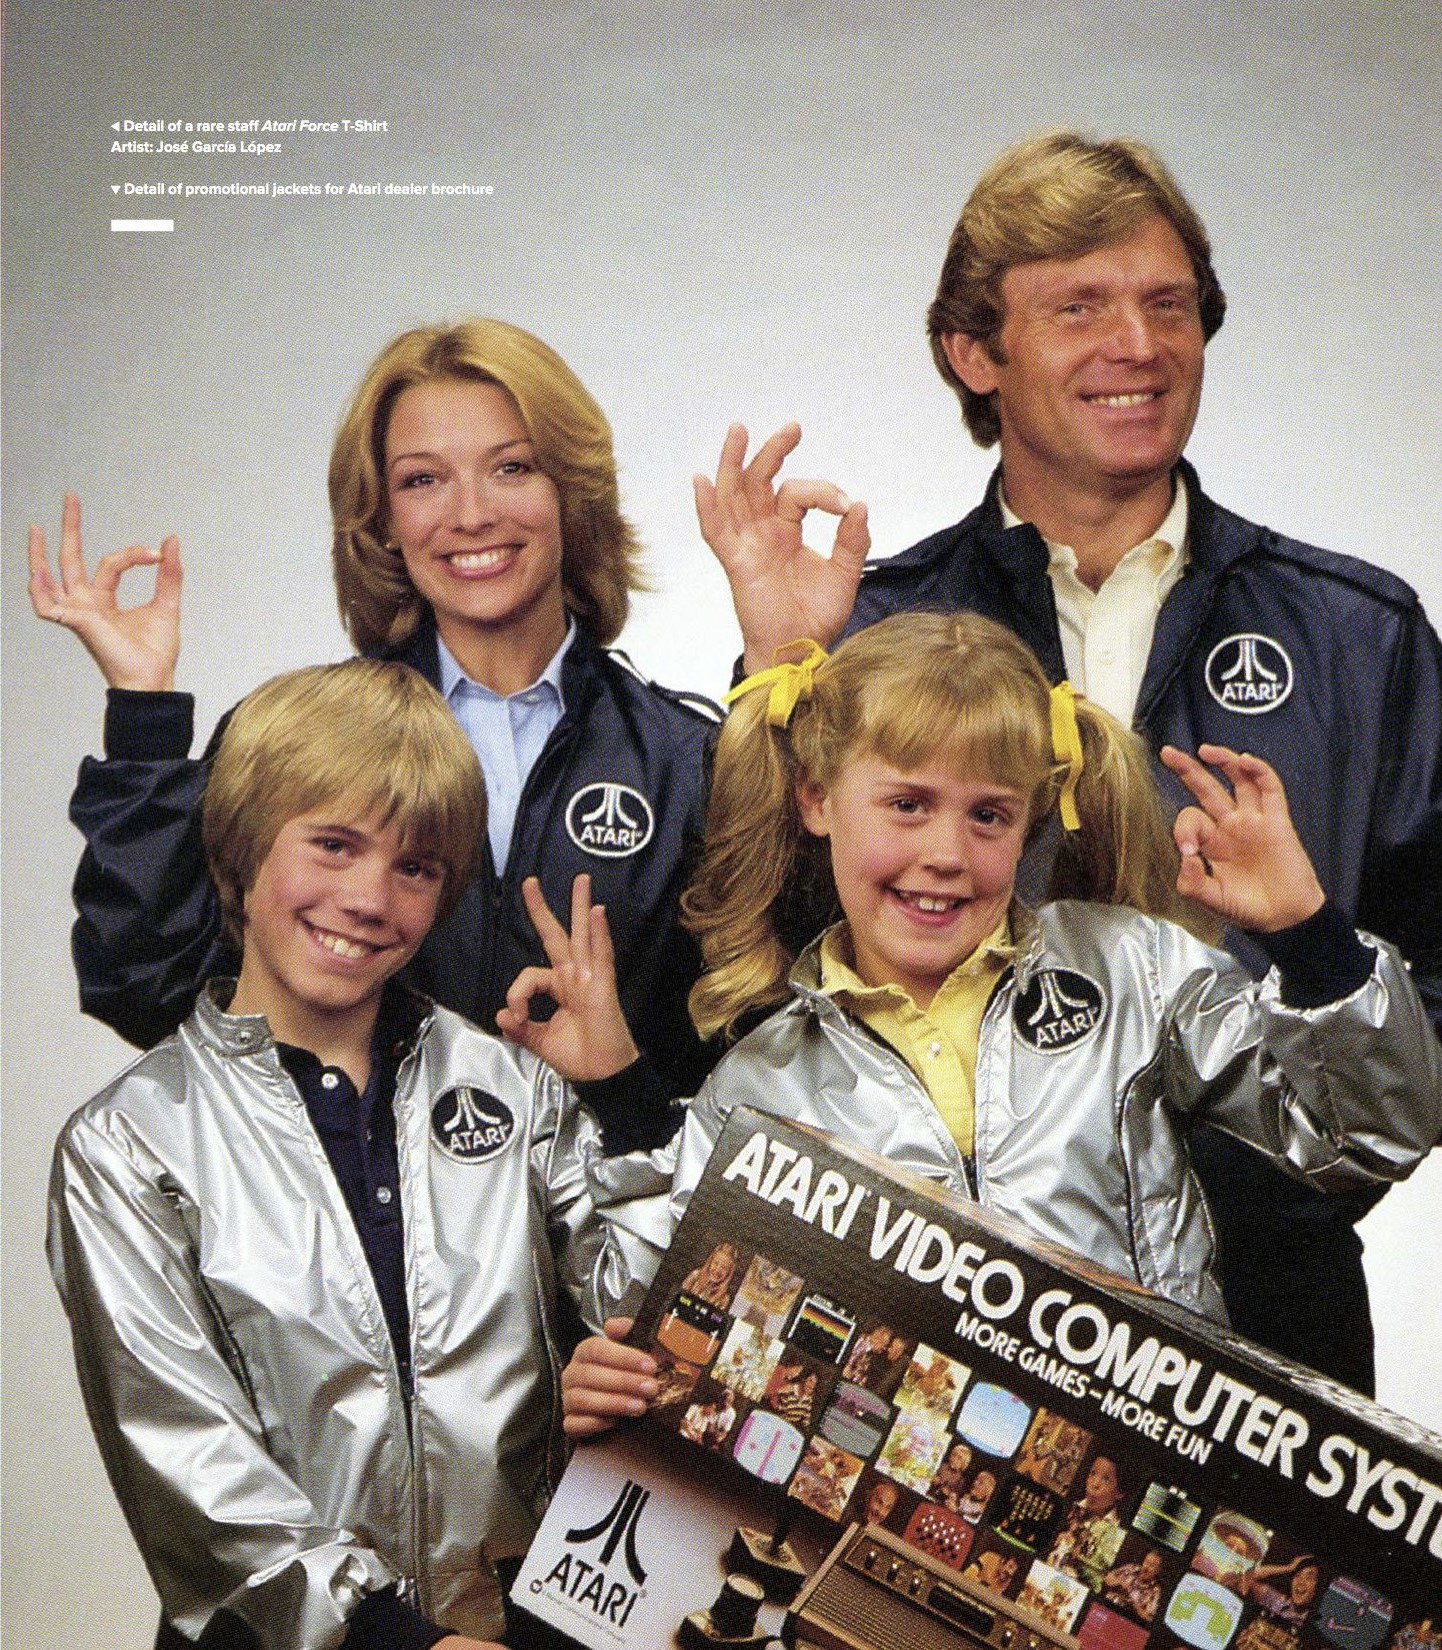 ◀ Detail of a rare staff Atari Force T-Shirt
Artist: José García López
▼ Detail of promotional jackets for Atari dealer brochure
ATARI
ATARI
ATARI
ATARI
ATARI® VIDEO COMPUTER SYST
MORE GAMES–MORE FUN
ATARI®